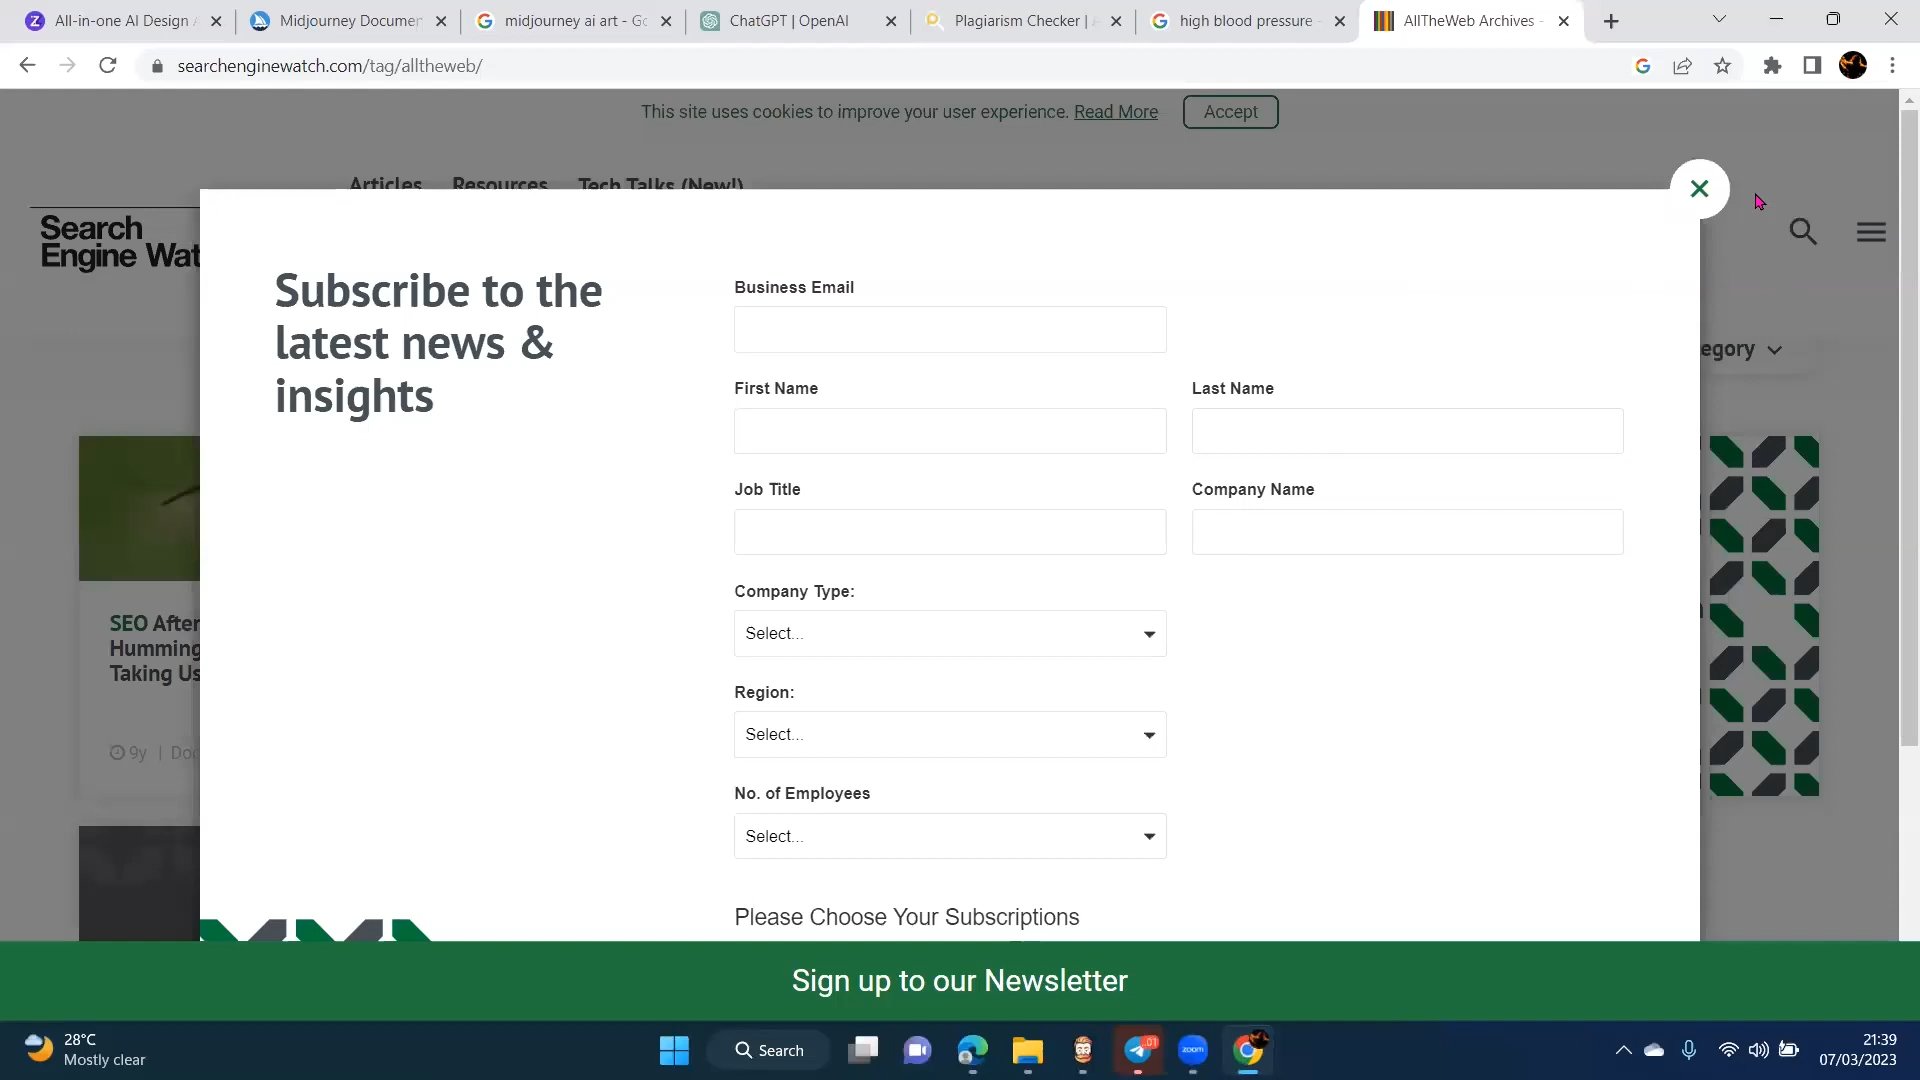 All-in-one AI Design
Midjourney Documen
midjourney ai art - Go
ChatGPT | OpenAI
Plagiarism Checker |
high blood pressure -
AllTheWeb Archives -
searchenginewatch.com/tag/alltheweb/
This site uses cookies to improve your user experience. Read More
Accept
Articles Resources Tech Talks (New!)
Search
Engine Wat
Subscribe to the
latest news &
insights
Business Email
egory
First Name
Last Name
Job Title
Company Name
Company Type:
Select...
SEO After
Humming
Taking Us
Region:
Select...
9y | Do
No. of Employees
Select...
Please Choose Your Subscriptions
Sign up to our Newsletter
28°C
Mostly clear
Search
.01
zoom
21:39
07/03/2023